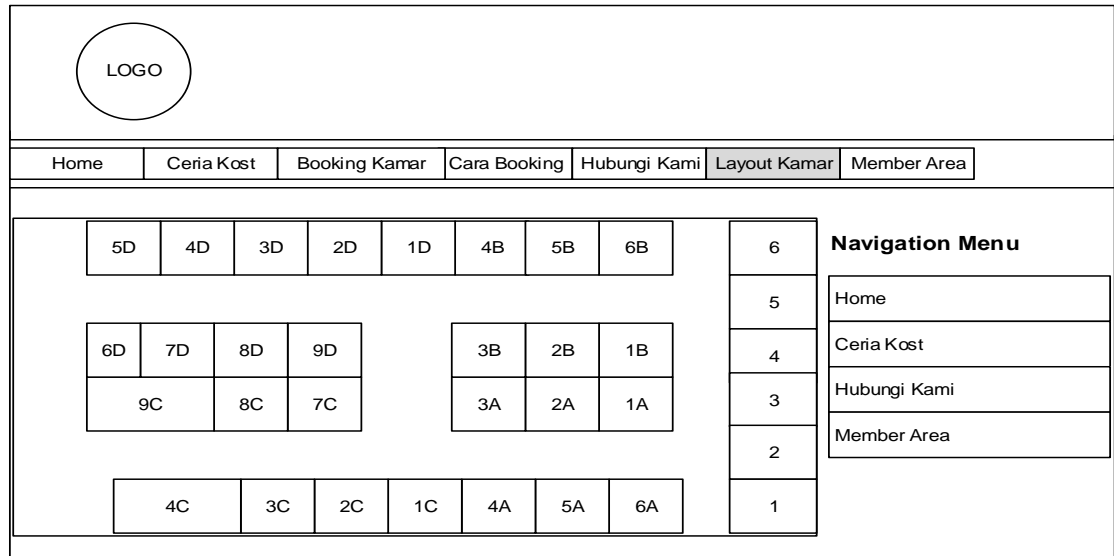 LOGO
Home Ceria Kost Booking Kamar Cara Booking Hubungi Kami Layout Kamar Member Area
5D 4D 3D 2D 1D 4B 5B 6B 6
5
6D 7D 8D 9D 3B 2B 1B 4
9C 8C 7C 3A 2A 1A 3
2
4C 3C 2C 1C 4A 5A 6A 1
Navigation Menu
Home
Ceria Kost
Hubungi Kami
Member Area